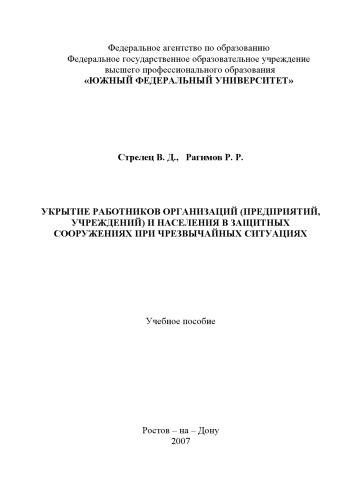 Федеральное агентство по образованию
Федеральное государственное образовательное учреждение
высшего профессионального образования
«ЮЖНЫЙ ФЕДЕРАЛЬНЫЙ УНИВЕРСИТЕТ»
Стрелец В. Д., Рагимов Р. Р.
УКРЫТИЕ РАБОТНИКОВ ОРГАНИЗАЦИЙ (ПРЕДПРИЯТИЙ,
УЧРЕЖДЕНИЙ) И НАСЕЛЕНИЯ В ЗАЩИТНЫХ
СООРУЖЕНИЯХ ПРИ ЧРЕЗВЫЧАЙНЫХ СИТУАЦИЯХ
Учебное пособие
Ростов – на – Дону
2007